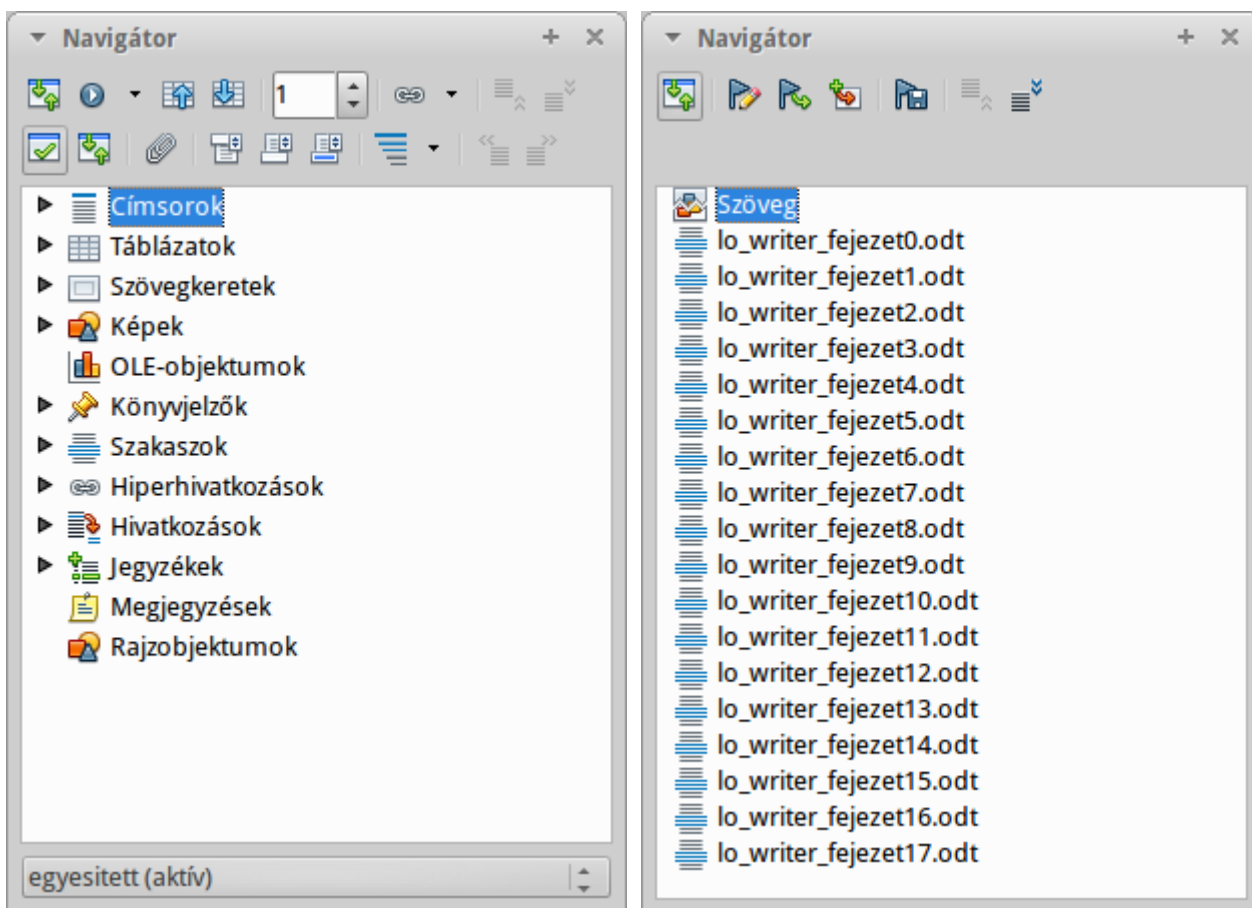 Navigátor
1
Címsorok
Táblázatok
Szövegkeretek
Képek
OLE-objektumok
Könyvjelzők
Szakaszok
Hiperhivatkozások
Hivatkozások
Jegyzékek
Megjegyzések
Rajzobjektumok
egyesitett (aktív)
Navigátor
Szöveg
lo_writer_fejezet0.odt
lo_writer_fejezet1.odt
lo_writer_fejezet2.odt
lo_writer_fejezet3.odt
lo_writer_fejezet4.odt
lo_writer_fejezet5.odt
lo_writer_fejezet6.odt
lo_writer_fejezet7.odt
lo_writer_fejezet8.odt
lo_writer_fejezet9.odt
lo_writer_fejezet10.odt
lo_writer_fejezet11.odt
lo_writer_fejezet12.odt
lo_writer_fejezet13.odt
lo_writer_fejezet14.odt
lo_writer_fejezet15.odt
lo_writer_fejezet16.odt
lo_writer_fejezet17.odt